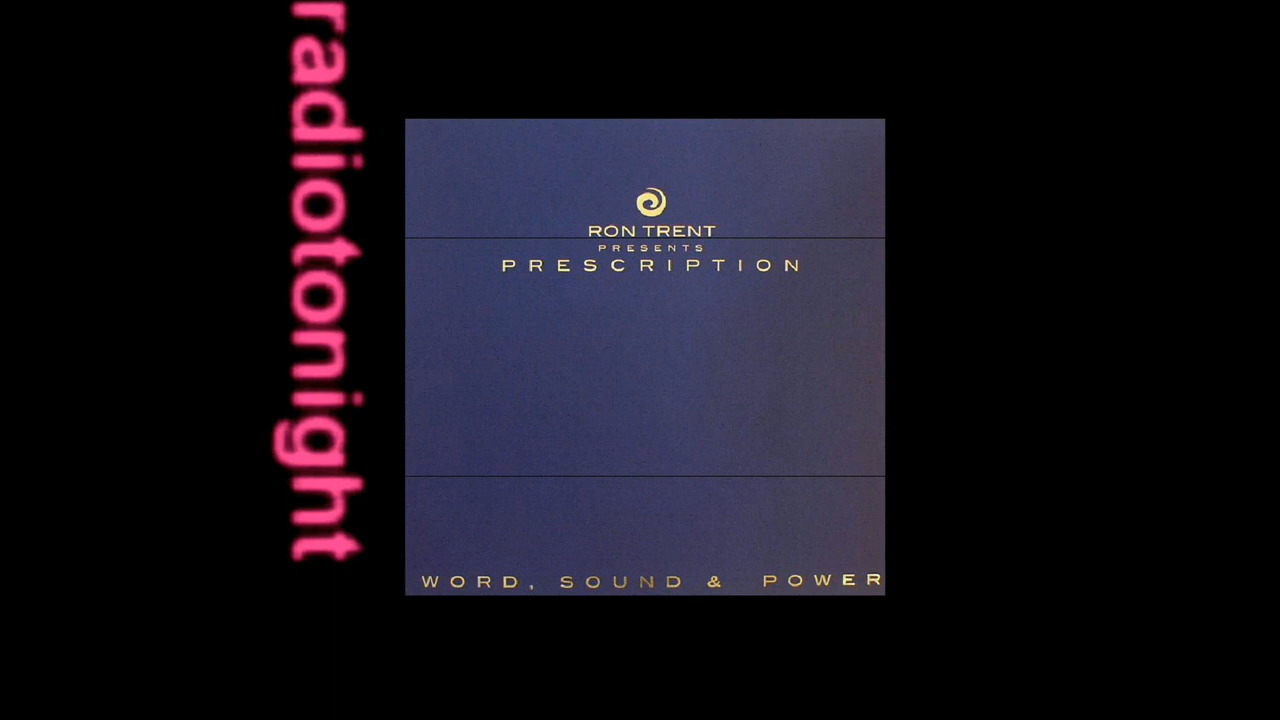 radiotonight
RON TRENT
PRESENTS
PRESCRIPTION
WORD, SOUND & POWER